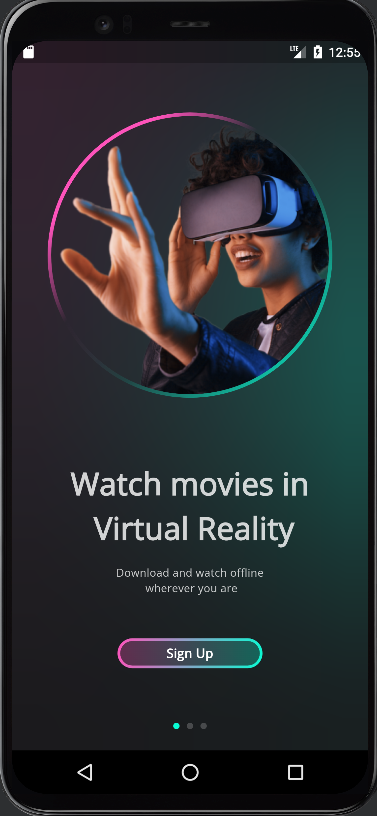 LTE 12:55
Watch movies in
Virtual Reality
Download and watch offline
wherever you are
Sign Up